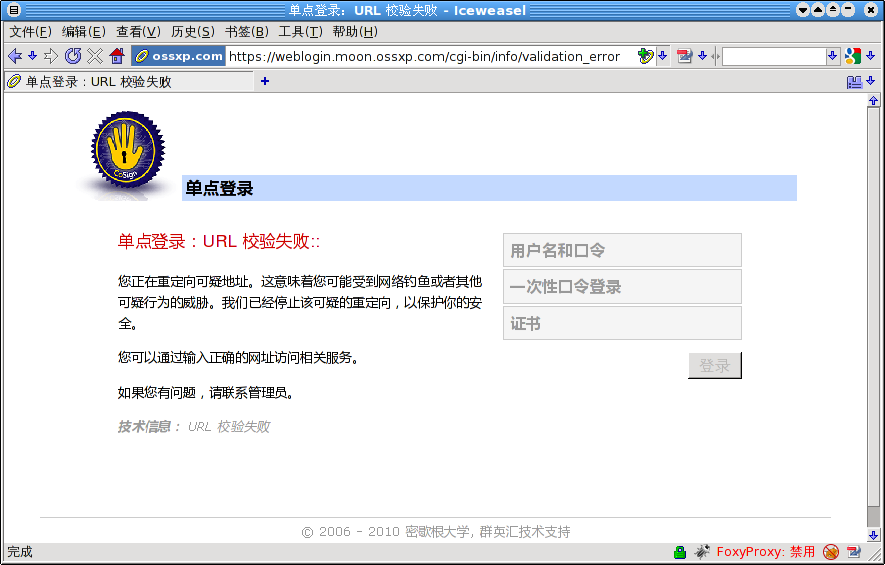 单点登录：URL 校验失败 - Iceweasel
文件(F) 编辑(E) 查看(V) 历史(S) 书签(B) 工具(T) 帮助(H)
ossxp.com https://weblogin.moon.ossxp.com/cgi-bin/info/validation_error
单点登录：URL 校验失败
CoSign
单点登录
单点登录：URL 校验失败::
您正在重定向可疑地址。这意味着您可能受到网络钓鱼或者其他
可疑行为的威胁。我们已经停止该可疑的重定向，以保护你的安
全。
您可以通过输入正确的网址访问相关服务。
如果您有问题，请联系管理员。
技术信息： URL 校验失败
用户名和口令
一次性口令登录
证书
登录
© 2006 - 2010 密歇根大学, 群英汇技术支持
完成
FoxyProxy: 禁用